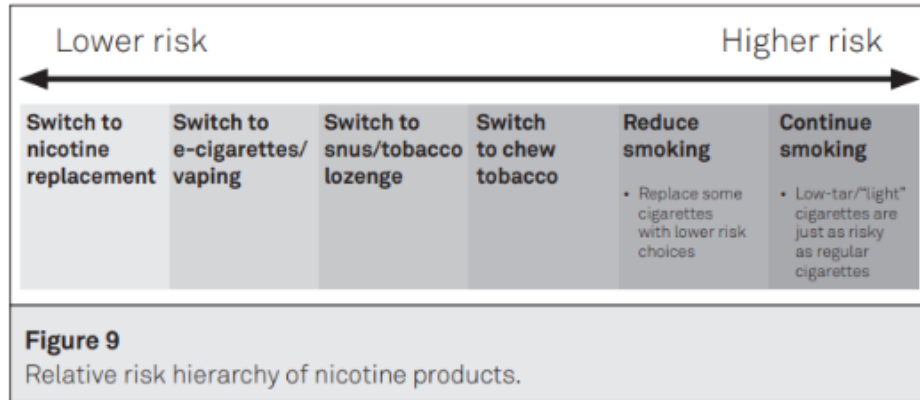 Lower risk
Higher risk
Switch to
nicotine
replacement
Switch to
e-cigarettes/
vaping
Switch to
snus/tobacco
lozenge
Switch
to chew
tobacco
Reduce
smoking
• Replace some
cigarettes
with lower risk
choices
Continue
smoking
• Low-tar/“light”
cigarettes are
just as risky
as regular
cigarettes
Figure 9
Relative risk hierarchy of nicotine products.